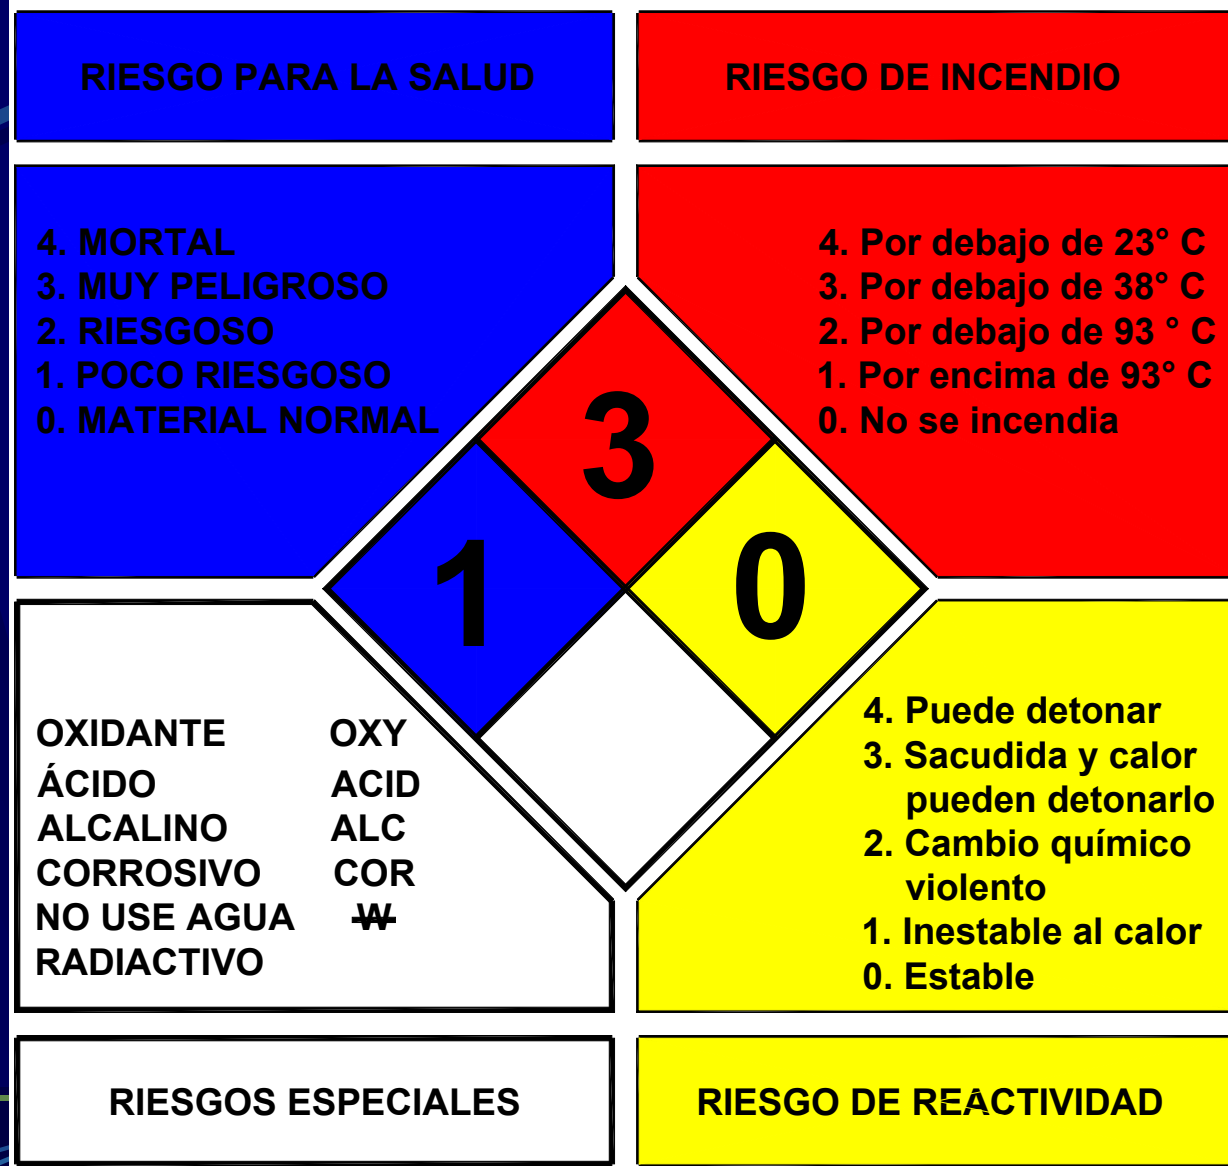 RIESGO PARA LA SALUD
RIESGO DE INCENDIO
4. MORTAL
3. MUY PELIGROSO
2. RIESGOSO
1. POCO RIESGOSO
0. MATERIAL NORMAL
4. Por debajo de 23° C
3. Por debajo de 38° C
2. Por debajo de 93 ° C
1. Por encima de 93° C
0. No se incendia
3
1
0
OXIDANTE OXY
ÁCIDO ACID
ALCALINO ALC
CORROSIVO COR
NO USE AGUA W
RADIACTIVO
4. Puede detonar
3. Sacudida y calor
pueden detonarlo
2. Cambio químico
violento
1. Inestable al calor
0. Estable
RIESGOS ESPECIALES
RIESGO DE REACTIVIDAD